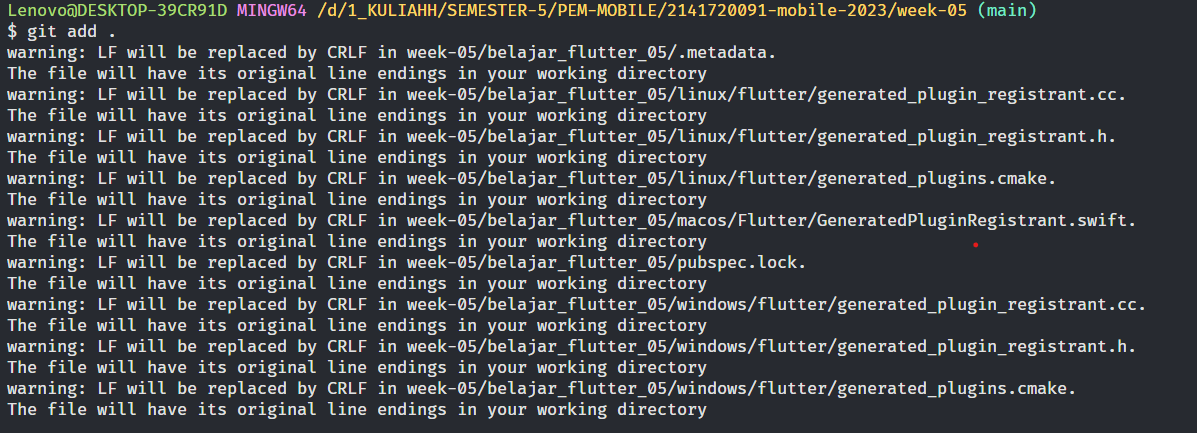 Lenovo@DESKTOP-39CR91D MINGW64 /d/1_KULIAHH/SEMESTER-5/PEM-MOBILE/2141720091-mobile-2023/week-05 (main)
$ git add .
warning: LF will be replaced by CRLF in week-05/belajar_flutter_05/.metadata.
The file will have its original line endings in your working directory
warning: LF will be replaced by CRLF in week-05/belajar_flutter_05/linux/flutter/generated_plugin_registrant.cc.
The file will have its original line endings in your working directory
warning: LF will be replaced by CRLF in week-05/belajar_flutter_05/linux/flutter/generated_plugin_registrant.h.
The file will have its original line endings in your working directory
warning: LF will be replaced by CRLF in week-05/belajar_flutter_05/linux/flutter/generated_plugins.cmake.
The file will have its original line endings in your working directory
warning: LF will be replaced by CRLF in week-05/belajar_flutter_05/macos/Flutter/GeneratedPluginRegistrant.swift.
The file will have its original line endings in your working directory
warning: LF will be replaced by CRLF in week-05/belajar_flutter_05/pubspec.lock.
The file will have its original line endings in your working directory
warning: LF will be replaced by CRLF in week-05/belajar_flutter_05/windows/flutter/generated_plugin_registrant.cc.
The file will have its original line endings in your working directory
warning: LF will be replaced by CRLF in week-05/belajar_flutter_05/windows/flutter/generated_plugin_registrant.h.
The file will have its original line endings in your working directory
warning: LF will be replaced by CRLF in week-05/belajar_flutter_05/windows/flutter/generated_plugins.cmake.
The file will have its original line endings in your working directory